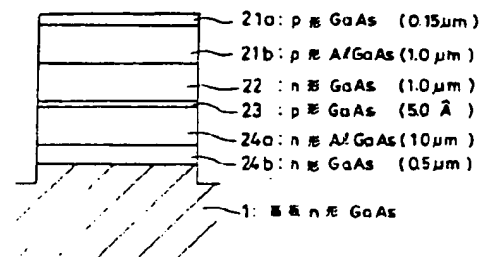 21a: p形 GaAs (0.15μm)
21b: p形 AlGaAs (1.0μm)
22: n形 GaAs (1.0μm)
23: p形 GaAs (5.0 Å)
24a: n形 AlGaAs (10μm)
24b: n形 GaAs (0.5μm)
1: 基板 n形 GaAs